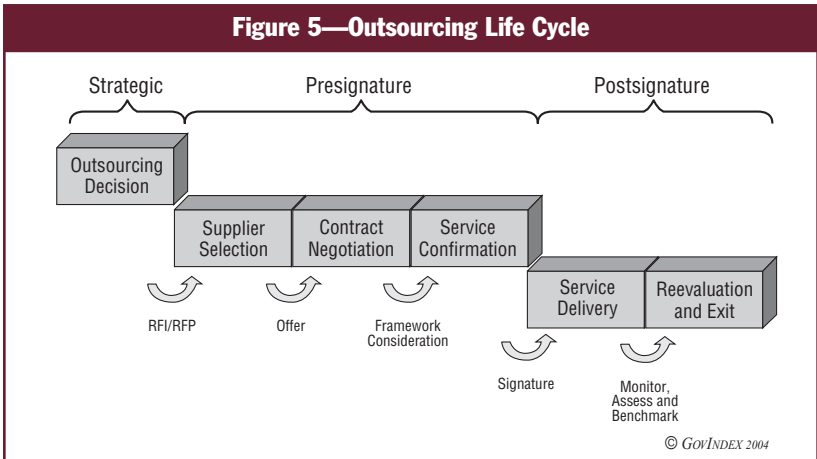 Figure 5—Outsourcing Life Cycle
Strategic
Presignature
Postsignature
Outsourcing
Decision
Supplier
Selection
Contract
Negotiation
Service
Confirmation
Service
Delivery
Reevaluation
and Exit
RFI/RFP
Offer
Framework
Consideration
Signature
Monitor,
Assess and
Benchmark
© GOVINDEX 2004